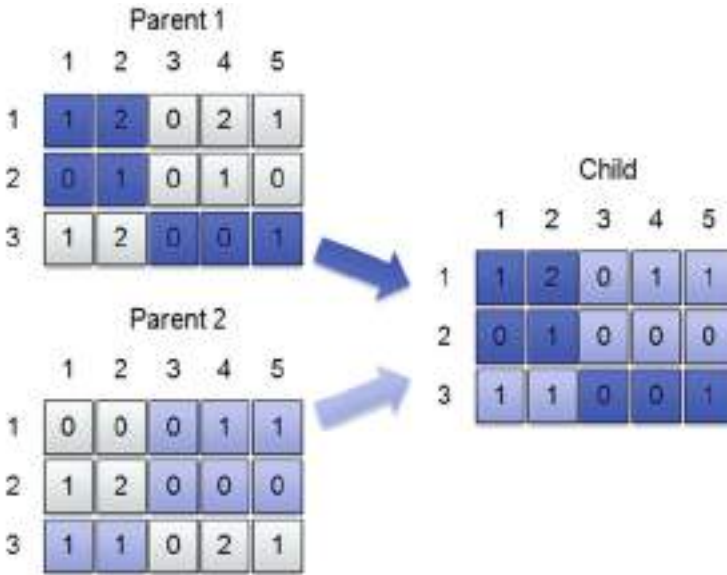 Parent 1
1 2 3 4 5
1 1 2 0 2 1
2 0 1 0 1 0
3 1 2 0 0 1
Parent 2
1 2 3 4 5
1 0 0 0 1 1
2 1 2 0 0 0
3 1 1 0 2 1
Child
1 2 3 4 5
1 1 2 0 1 1
2 0 1 0 0 0
3 1 1 0 0 1